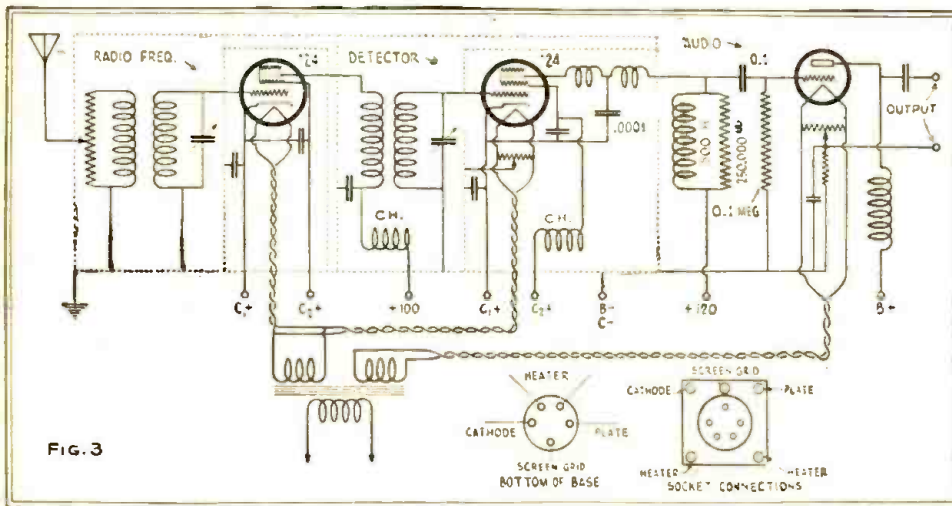 RADIO FREQ.
'24
DETECTOR
'24
AUDIO
0.1
OUTPUT
.0001
250,000
0.1 MEG
CH.
CH.
C1+
C2+
+100
C1+
C2+
B-
C-
+120
B+
HEATER
CATHODE
PLATE
SCREEN GRID
BOTTOM OF BASE
SCREEN GRID
CATHODE
PLATE
HEATER
HEATER
SOCKET CONNECTIONS
FIG. 3